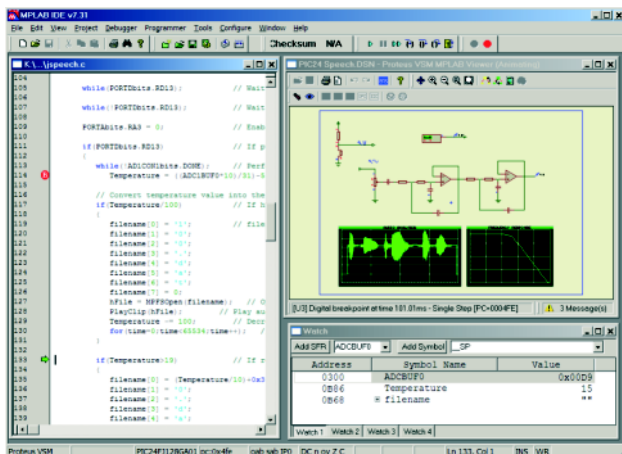 MPLAB IDE v7.31
File Edit View Project Debugger Programmer Tools Configure Window Help
Checksum N/A
K:\...\jspeech.c
104
105 while(PORTDbits.RD13); // Wait
106
107 while(!PORTDbits.RD13); // Wait
108
109 PORTAbits.RA3 = 0; // Enab
110
111 if(PORTDbits.RD13) // If p
112 {
113 while(!AD1CON1bits.DONE); // Perf
114 Temperature = ((ADC1BUF0*10)/31)-
115
116 // Convert temperature value into the
117 if(Temperature/100) // If h
118 {
119 filename[0] = // file
120 filename[1] =
121 filename[2] =
122 filename[3] =
123 filename[4] =
124 filename[5] =
125 filename[6] =
126 filename[7] = 0;
127 hFile = MPFSOpen(filename); // O
128 PlayClip(hFile); // Play au
129 Temperature -= 100; // Decr
130 for(time=0;time<65534;time++); /
131 }
132
133 if(Temperature>19) // If r
134 {
135 filename[0] = (Temperature/10)+0x3
136 filename[1] =
137 filename[2] =
138 filename[3] =
139 filename[4] =
PIC24 Speech.DSN - Proteus VSM MPLAB Viewer (Animating)
[U3] Digital breakpoint at time 101.01ms - Single Step [PC=0004FE]
3 Message(s)
Watch
Add SFR ADCBUF0 Add Symbol _SP
Address Symbol Name Value
0300 ADCBUF0 0x00D9
0B86 Temperature 15
0B68 filename ""
Watch 1 Watch 2 Watch 3 Watch 4
Proteus VSM PIC24FJ128GA01 pc:0x4fe oab sab IP0 DC n ov Z C Ln 133, Col 1 INS WR